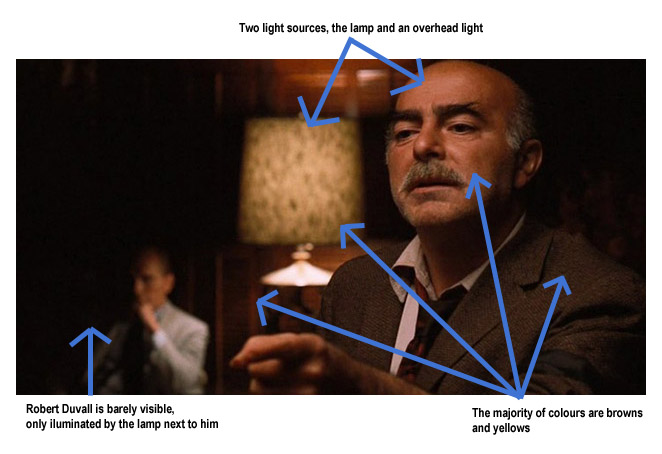 Two light sources, the lamp and an overhead light
Robert Duvall is barely visible,
only iluminated by the lamp next to him
The majority of colours are browns
and yellows